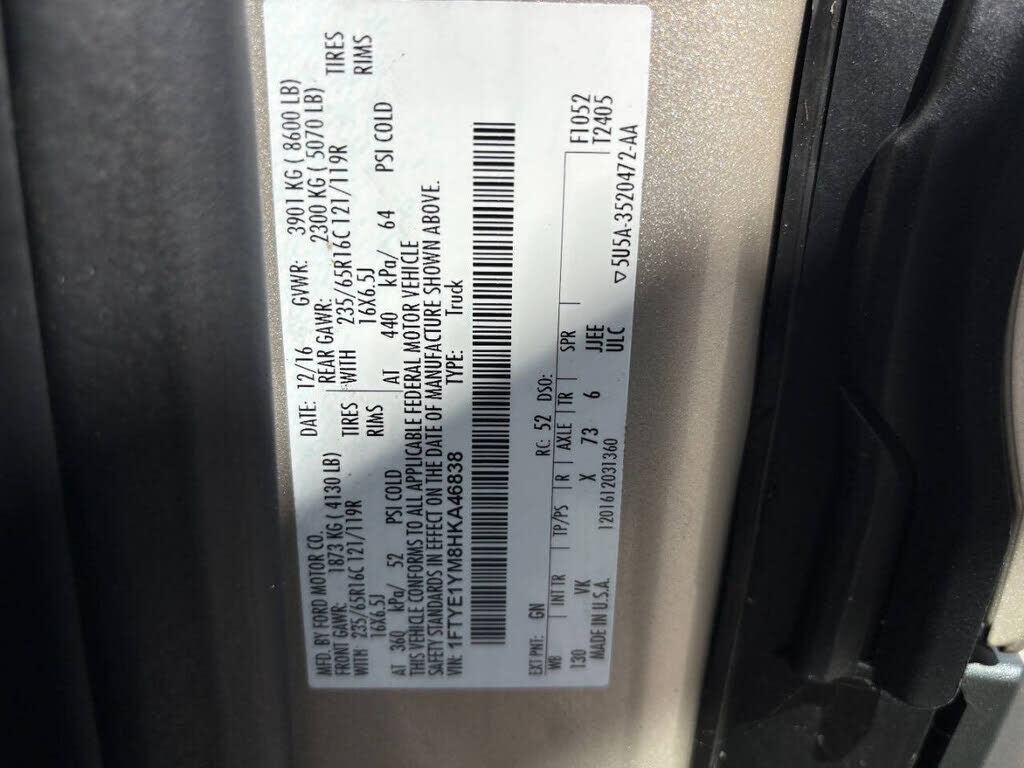 MFD. BY FORD MOTOR CO. DATE: 12/16 GVWR: 3901 KG ( 8600 LB)
FRONT GAWR: 1873 KG ( 4130 LB) REAR GAWR: 2300 KG ( 5070 LB)
WITH 235/65R16C 121/119R TIRES WITH 235/65R16C 121/119R TIRES
16X6.5J RIMS 16X6.5J RIMS
AT 360 kPa/ 52 PSI COLD AT 440 kPa/ 64 PSI COLD
THIS VEHICLE CONFORMS TO ALL APPLICABLE FEDERAL MOTOR VEHICLE
SAFETY STANDARDS IN EFFECT ON THE DATE OF MANUFACTURE SHOWN ABOVE.
VIN: 1FTYE1YM8HKA46838 TYPE: Truck
EXT PNT: GN RC: 52 DSO:
WB INT TR TP/PS R AXLE TR SPR F1052
130 VK X 73 6 JJEE T2405
MADE IN U.S.A. 1201612031360 ULC
▽5U5A-3520472-AA